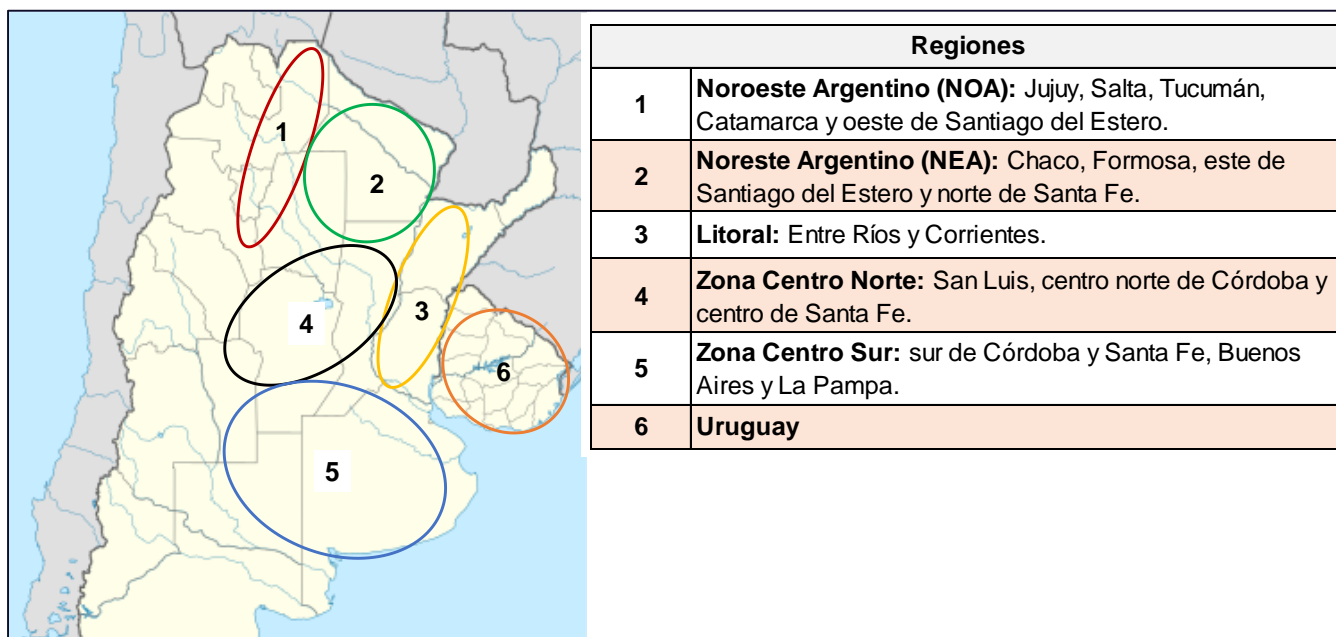 1
2
3
4
5
6
Regiones
1
Noroeste Argentino (NOA): Jujuy, Salta, Tucumán,
Catamarca y oeste de Santiago del Estero.
2
Noreste Argentino (NEA): Chaco, Formosa, este de
Santiago del Estero y norte de Santa Fe.
3
Litoral: Entre Ríos y Corrientes.
4
Zona Centro Norte: San Luis, centro norte de Córdoba y
centro de Santa Fe.
5
Zona Centro Sur: sur de Córdoba y Santa Fe, Buenos
Aires y La Pampa.
6
Uruguay